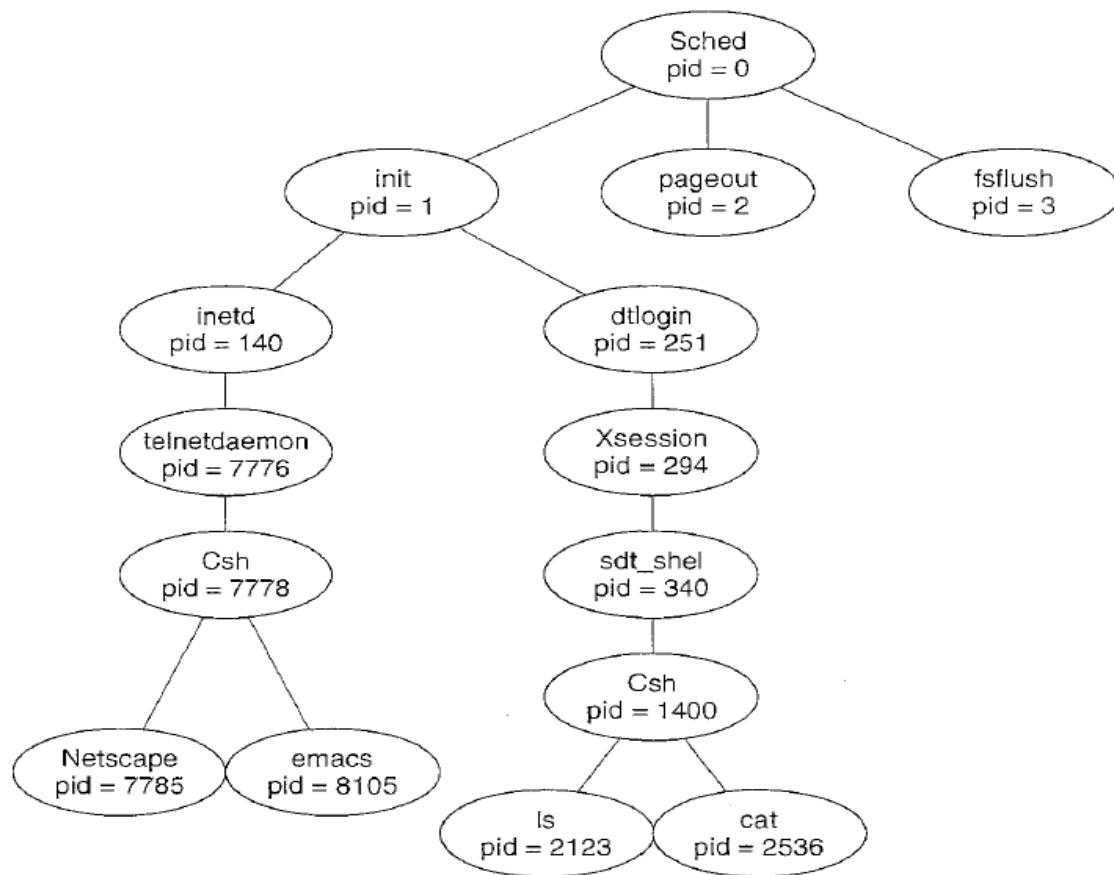 Sched
pid = 0
init
pid = 1
pageout
pid = 2
fsflush
pid = 3
inetd
pid = 140
dtlogin
pid = 251
telnetdaemon
pid = 7776
Xsession
pid = 294
Csh
pid = 7778
sdt_shel
pid = 340
Csh
pid = 1400
Netscape
pid = 7785
emacs
pid = 8105
ls
pid = 2123
cat
pid = 2536